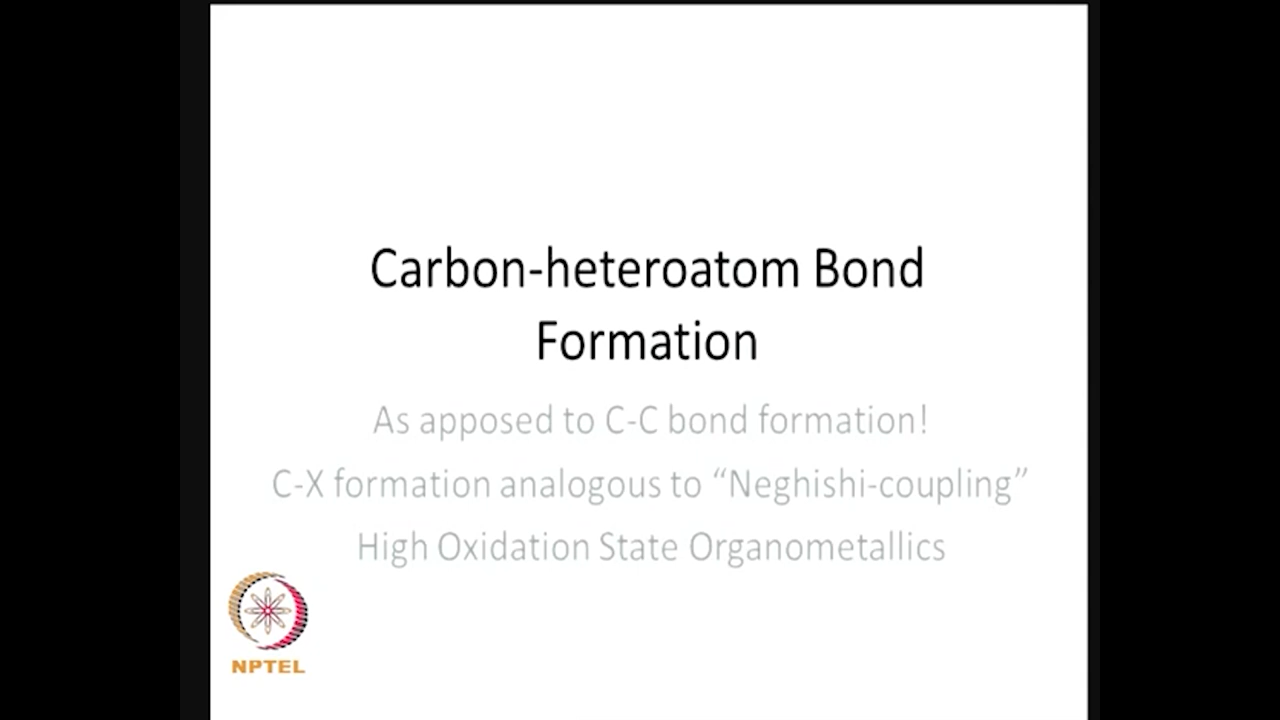 Carbon-heteroatom Bond
Formation
As apposed to C-C bond formation!
C-X formation analogous to “Neghishi-coupling”
High Oxidation State Organometallics
NPTEL